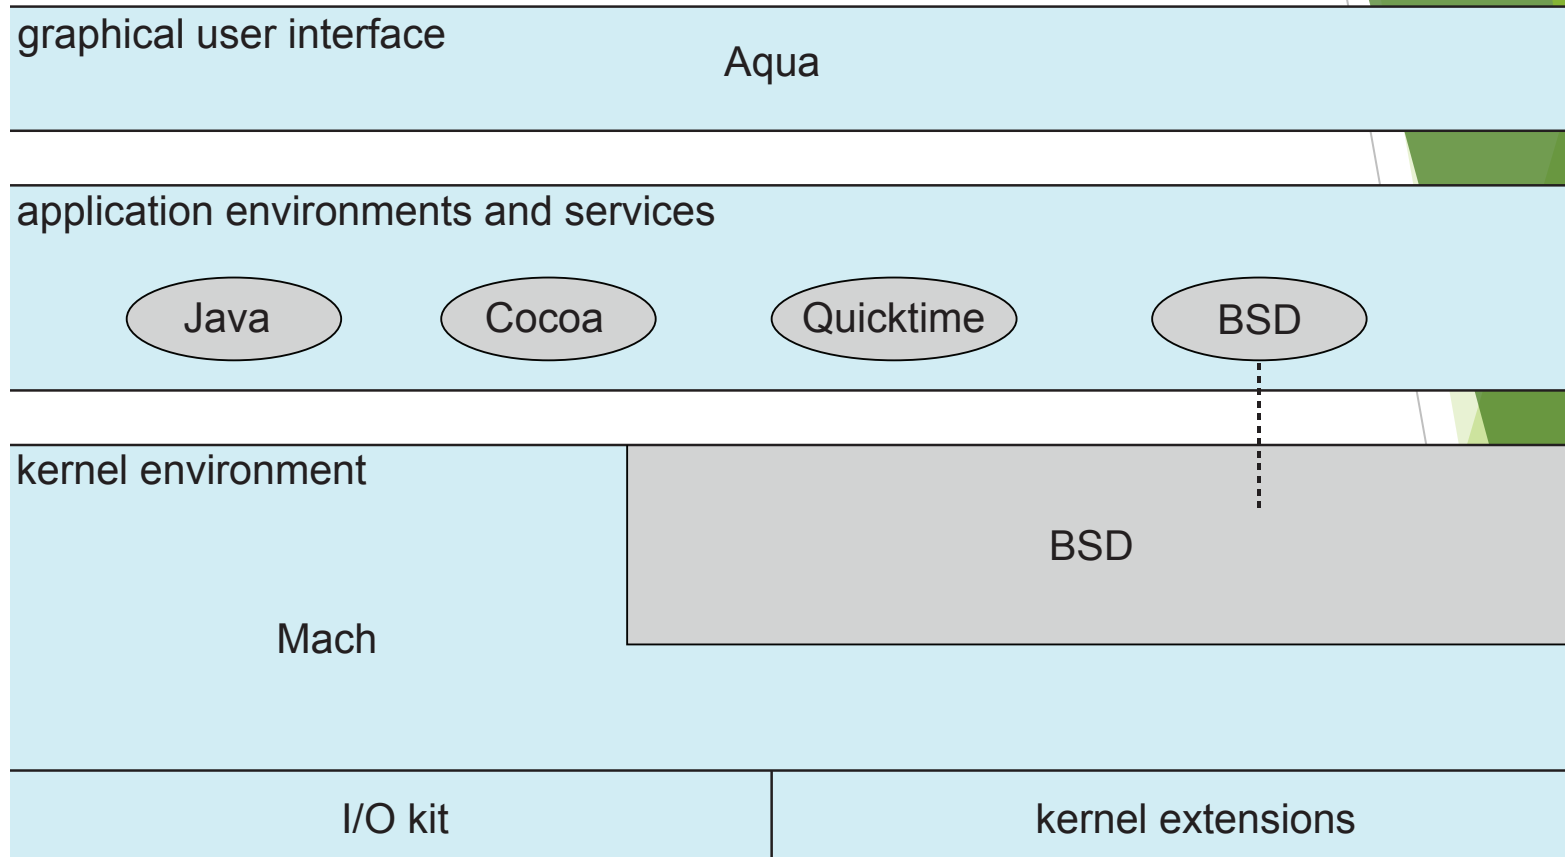 graphical user interface
Aqua
application environments and services
Java
Cocoa
Quicktime
BSD
kernel environment
BSD
Mach
I/O kit
kernel extensions